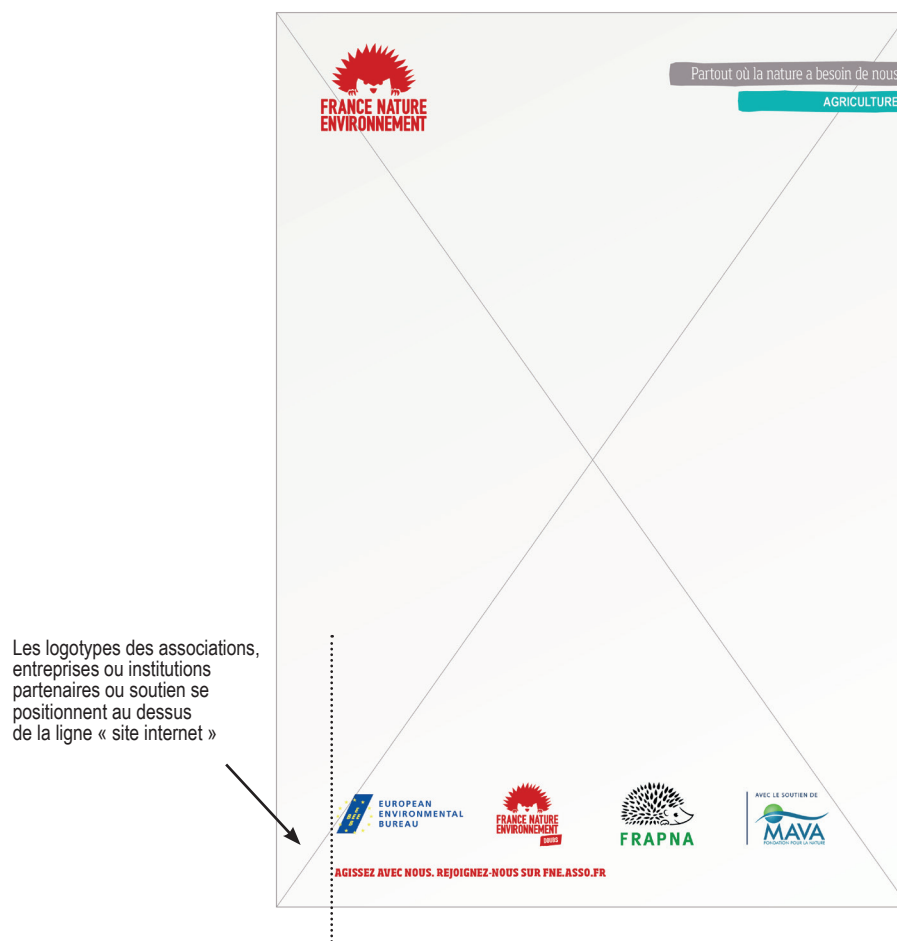 FRANCE NATURE
ENVIRONNEMENT
Partout où la nature a besoin de nous
AGRICULTURE
Les logotypes des associations,
entreprises ou institutions
partenaires ou soutien se
positionnent au dessus
de la ligne « site internet »
EEB
BEE
EUROPEAN
ENVIRONMENTAL
BUREAU
FRANCE NATURE
ENVIRONNEMENT
DOUBS
FRAPNA
AVEC LE SOUTIEN DE
MAVA
FONDATION POUR LA NATURE
AGISSEZ AVEC NOUS. REJOIGNEZ-NOUS SUR FNE.ASSO.FR